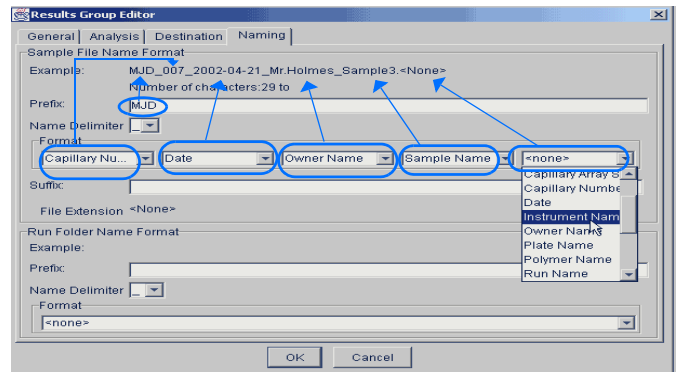 Results Group Editor
General Analysis Destination Naming
Sample File Name Format
Example: MJD_007_2002-04-21_Mr.Holmes_Sample3.<None>
Number of characters:29 to
Prefix: MJD
Name Delimiter _
Format
Capillary Nu... Date Owner Name Sample Name <none>
Capillary Array S
Capillary Numbe
Suffix:
Date
File Extension <None>
Instrument Nam
Owner Name
Run Folder Name Format
Plate Name
Example:
Polymer Name
Prefix:
Run Name
Name Delimiter _
Format
<none>
OK Cancel